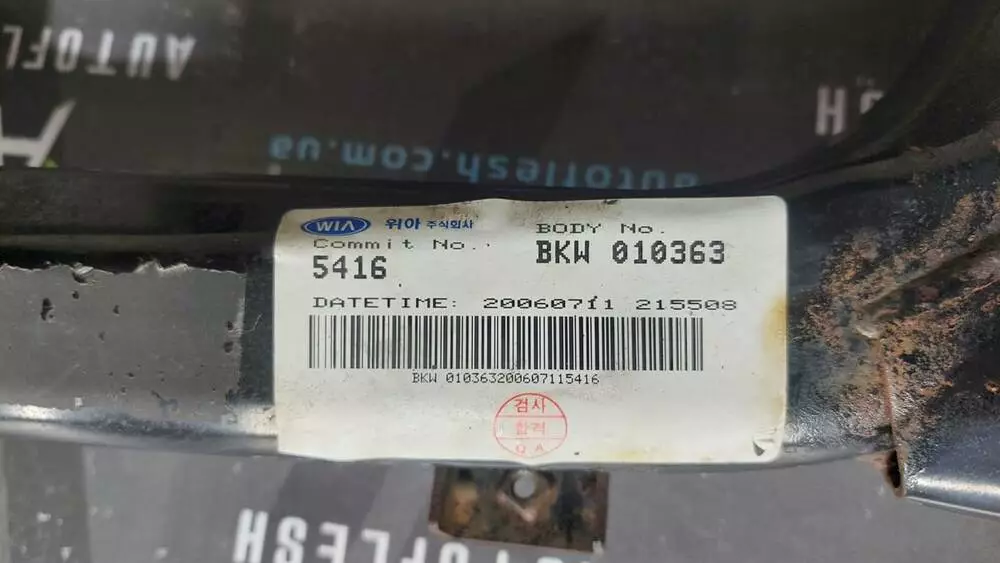 AUTOFL
H
autoflesh.com.ua
WIA 위아 주식회사
BODY No.
Commit No.
BKW 010363
5416
DATETIME: 20060711 215508
BKW 010363200607115416
검사
합격
Q A
AUTOFLESH